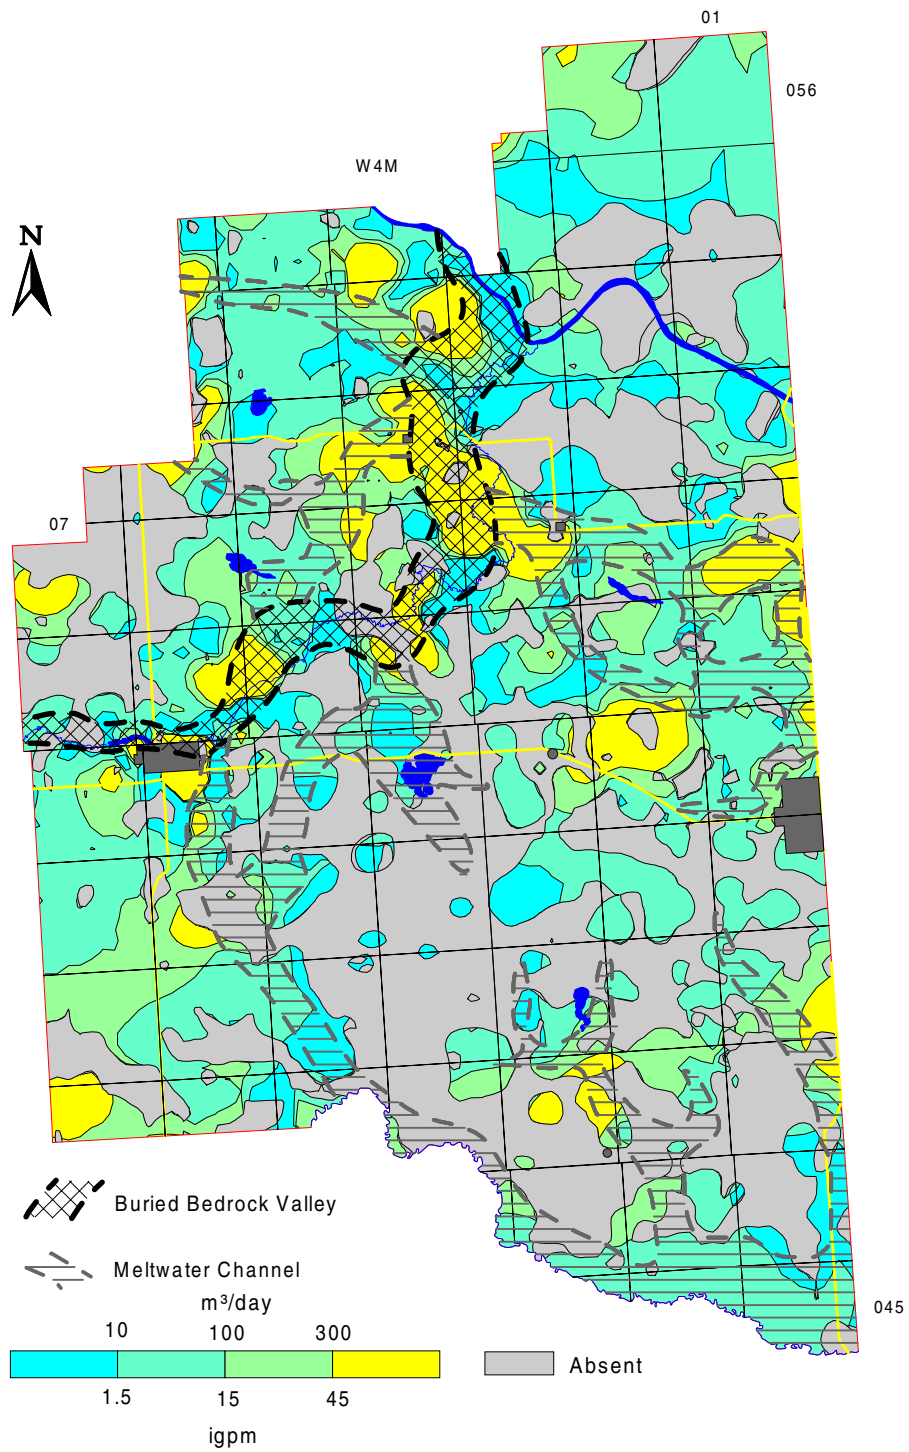 01
056
W4M
N
07
Buried Bedrock Valley
Meltwater Channel
m³/day
10 100 300
045
Absent
1.5 15 45
igpm